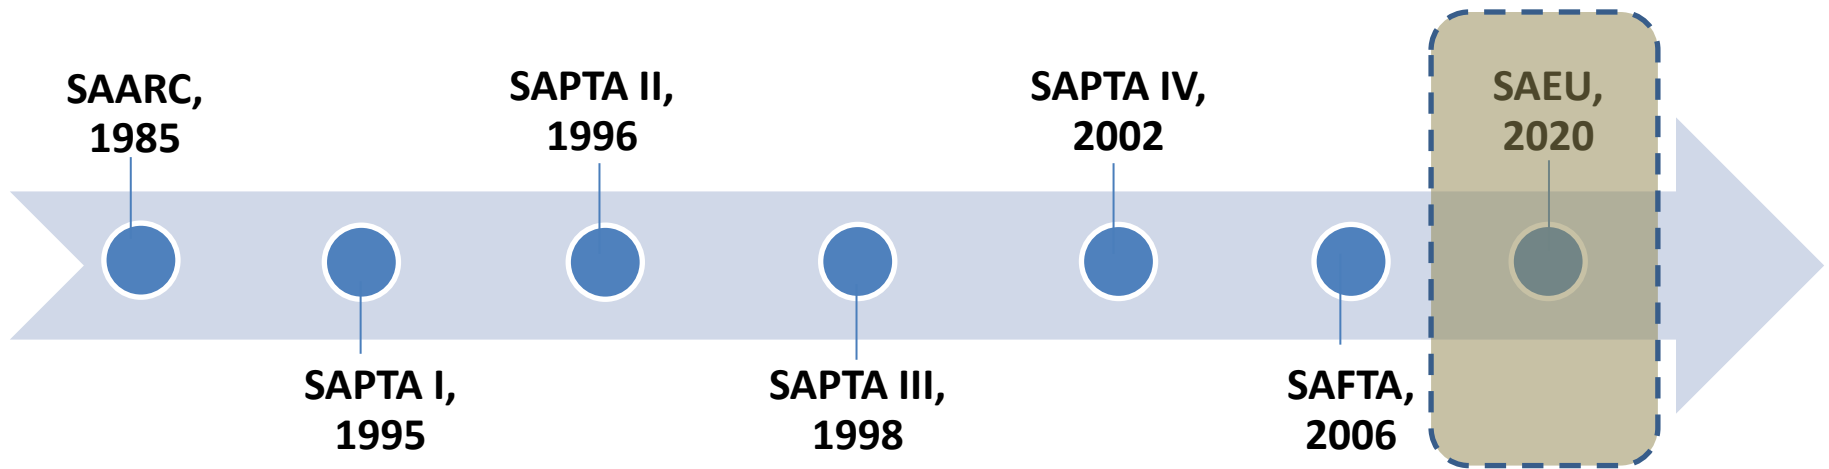 SAARC,
1985
SAPTA I,
1995
SAPTA II,
1996
SAPTA III,
1998
SAPTA IV,
2002
SAFTA,
2006
SAEU,
2020